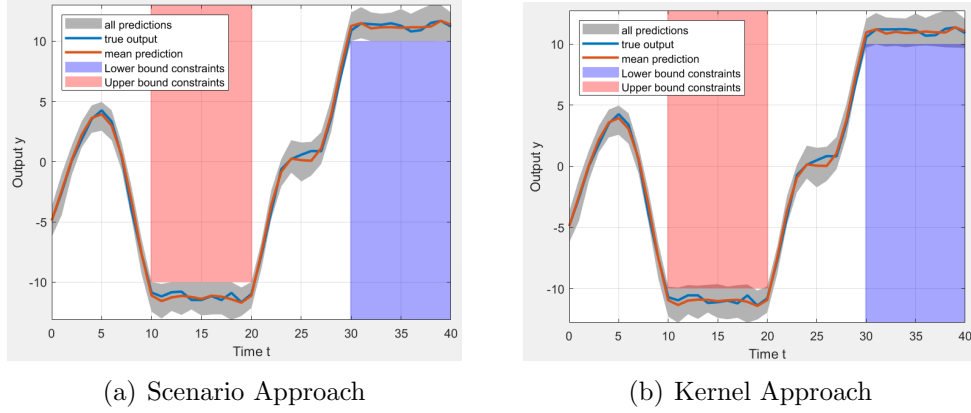 all predictions
true output
mean prediction
Lower bound constraints
Upper bound constraints
10
5
0
-5
-10
Output y
0 5 10 15 20 25 30 35 40
Time t
(a) Scenario Approach
all predictions
true output
mean prediction
Lower bound constraints
Upper bound constraints
10
5
0
-5
-10
Output y
0 5 10 15 20 25 30 35 40
Time t
(b) Kernel Approach